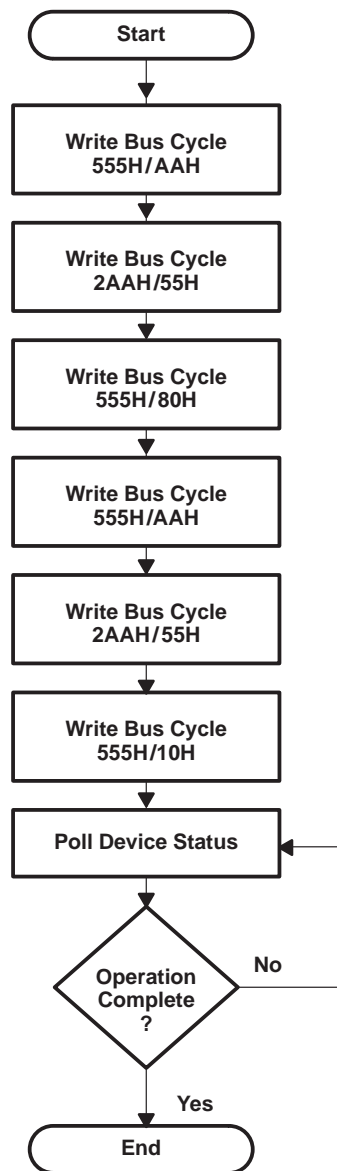 Start
Write Bus Cycle
555H/AAH
Write Bus Cycle
2AAH/55H
Write Bus Cycle
555H/80H
Write Bus Cycle
555H/AAH
Write Bus Cycle
2AAH/55H
Write Bus Cycle
555H/10H
Poll Device Status
Operation
Complete
?
No
Yes
End